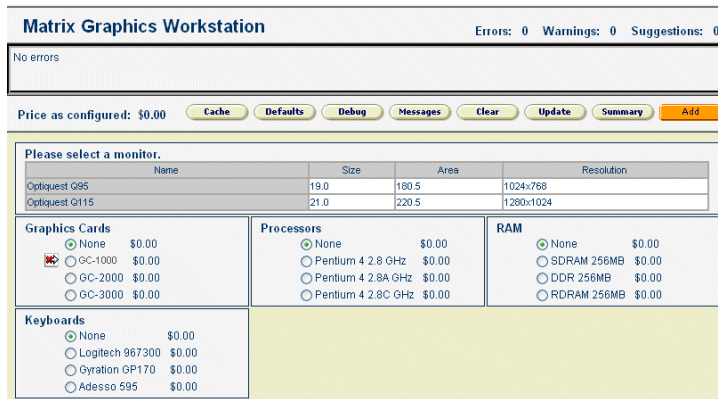 Matrix Graphics Workstation
Errors: 0 Warnings: 0 Suggestions: 0
No errors
Price as configured: $0.00 Cache Defaults Debug Messages Clear Update Summary Add
Please select a monitor.
Name Size Area Resolution
Optiquest Q95 19.0 180.5 1024x768
Optiquest Q115 21.0 220.5 1280x1024
Graphics Cards
None $0.00
GC-1000 $0.00
GC-2000 $0.00
GC-3000 $0.00
Processors
None $0.00
Pentium 4 2.8 GHz $0.00
Pentium 4 2.8A GHz $0.00
Pentium 4 2.8C GHz $0.00
RAM
None $0.00
SDRAM 256MB $0.00
DDR 256MB $0.00
RDRAM 256MB $0.00
Keyboards
None $0.00
Logitech 967300 $0.00
Gyration GP170 $0.00
Adesso 595 $0.00